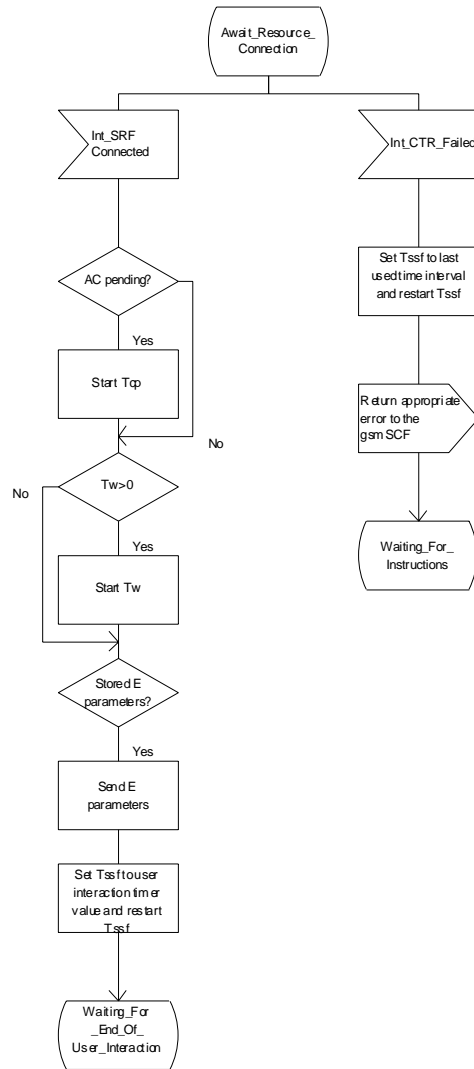 Await_Resource_
Connection
Int_SRF
Connected
Int_CTR_Failed
AC pending?
Yes
Start Tcp
No
Set Tssf to last
used time interval
and restart Tssf
Return appropriate
error to the
gsmSCF
Waiting_For_
Instructions
Tw>0
No
Yes
Start Tw
Stored E
parameters?
Yes
Send E
parameters
Set Tssf to user
interaction timer
value and restart
Tssf
Waiting_For
_End_Of_
User_Interaction